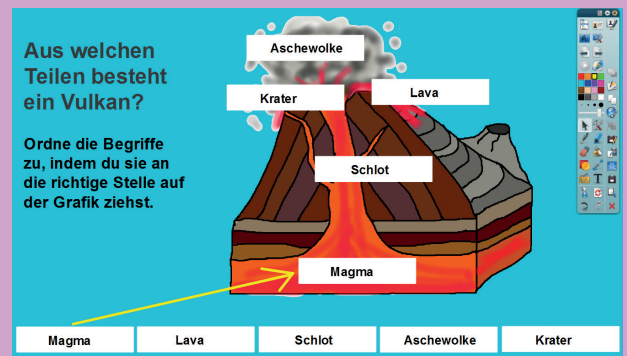 Aus welchen
Teilen besteht
ein Vulkan?
Ordne die Begriffe
zu, indem du sie an
die richtige Stelle auf
der Grafik ziehst.
Aschewolke
Krater
Lava
Schlot
Magma
Magma Lava Schlot Aschewolke Krater
T